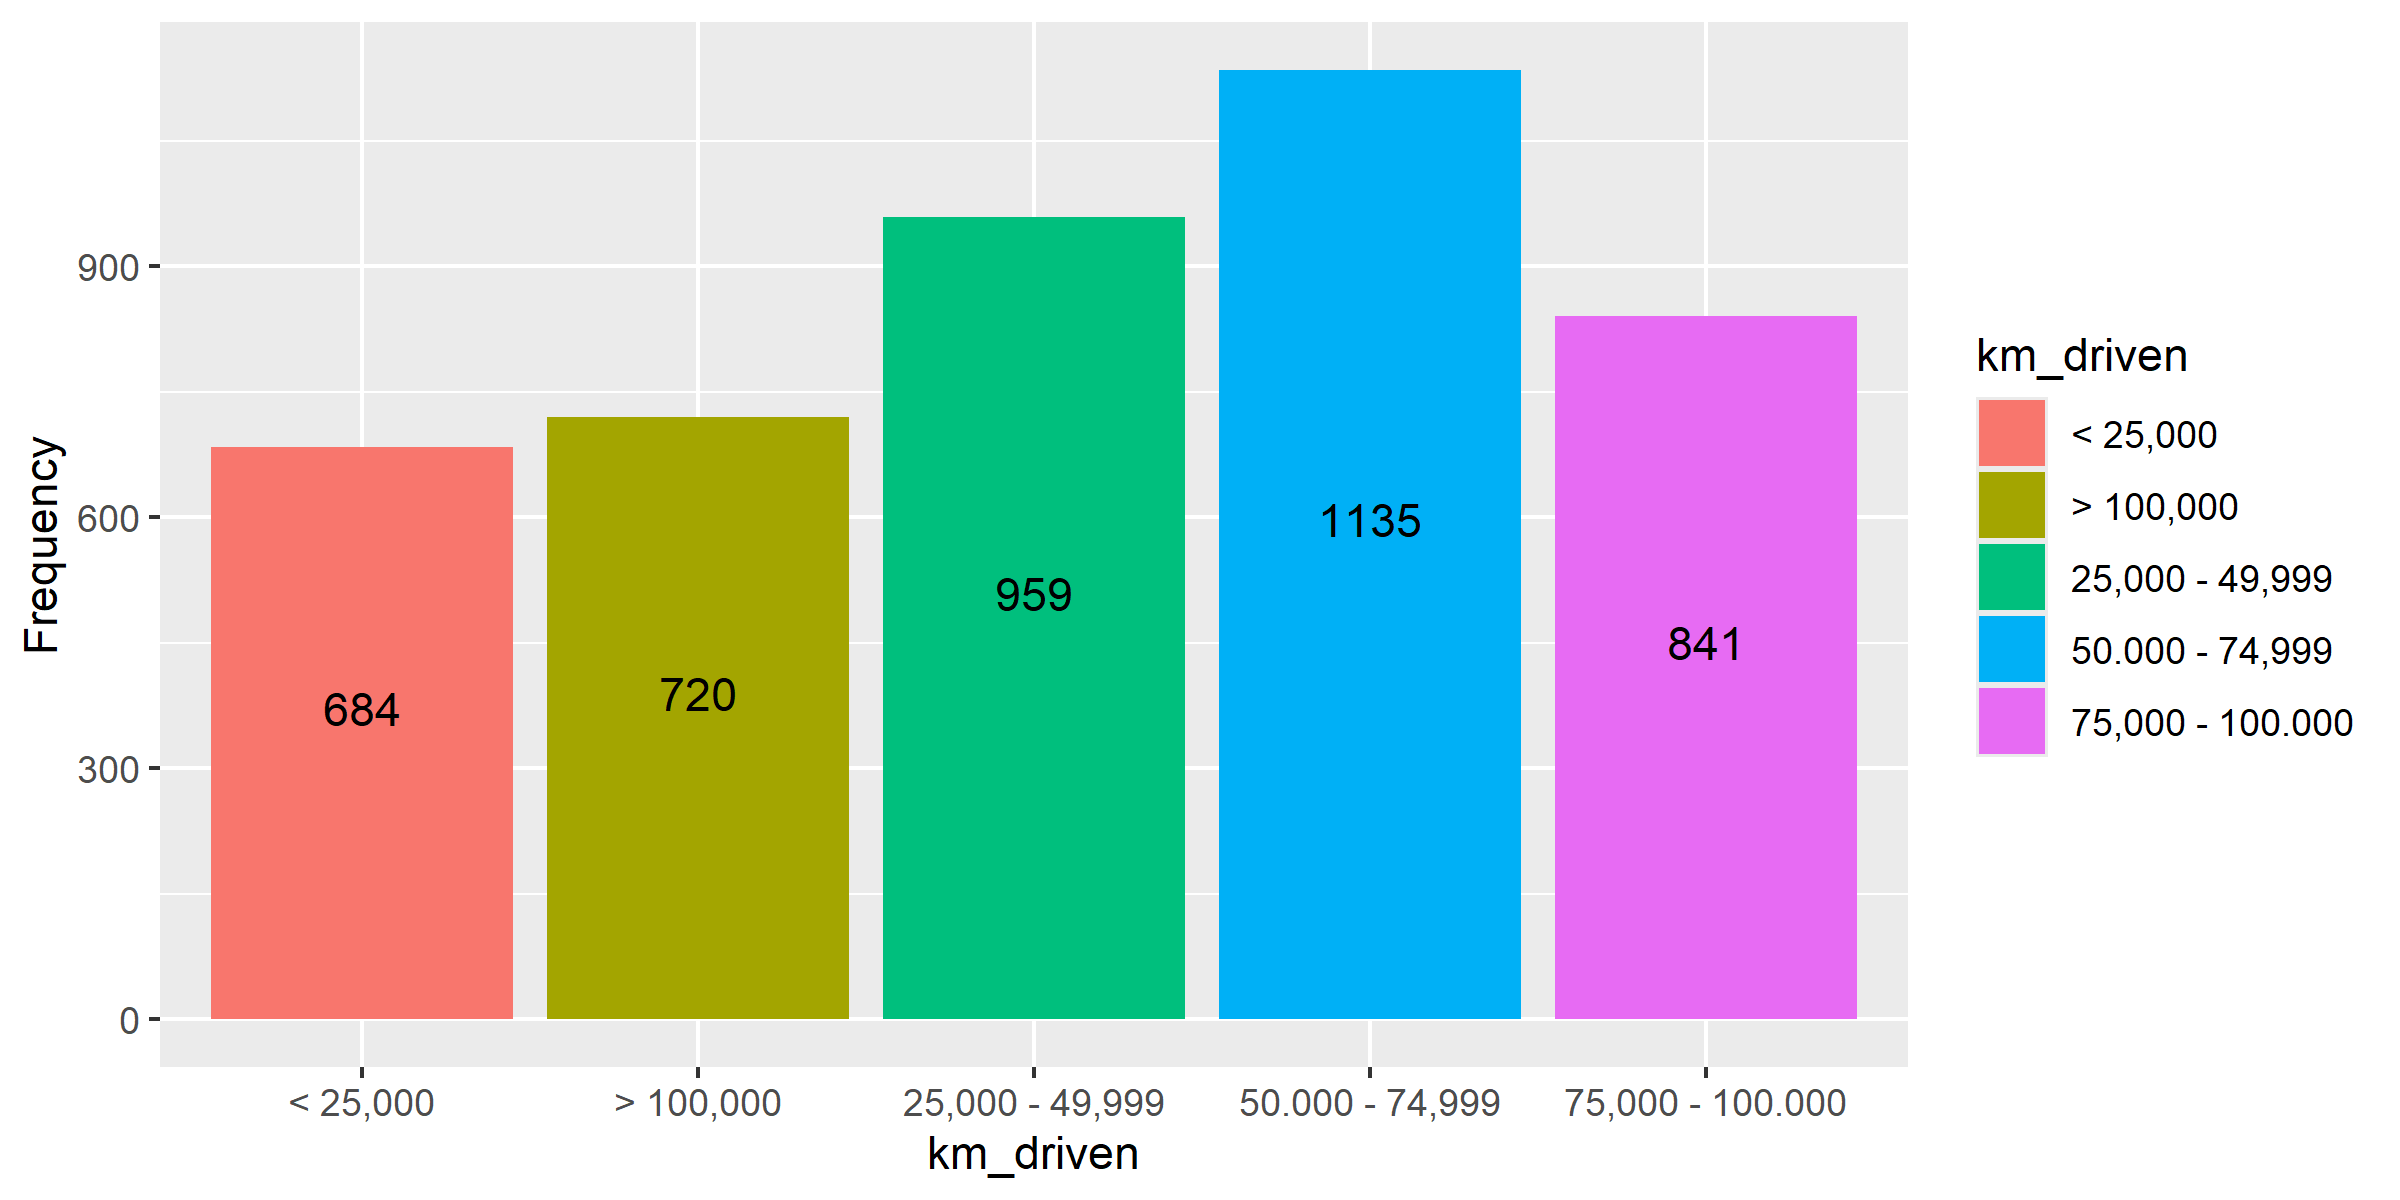 Frequency
900
600
300
0
684
720
959
1135
841
< 25,000
> 100,000
25,000 - 49,999
50.000 - 74,999
75,000 - 100.000
km_driven
km_driven
< 25,000
> 100,000
25,000 - 49,999
50.000 - 74,999
75,000 - 100.000